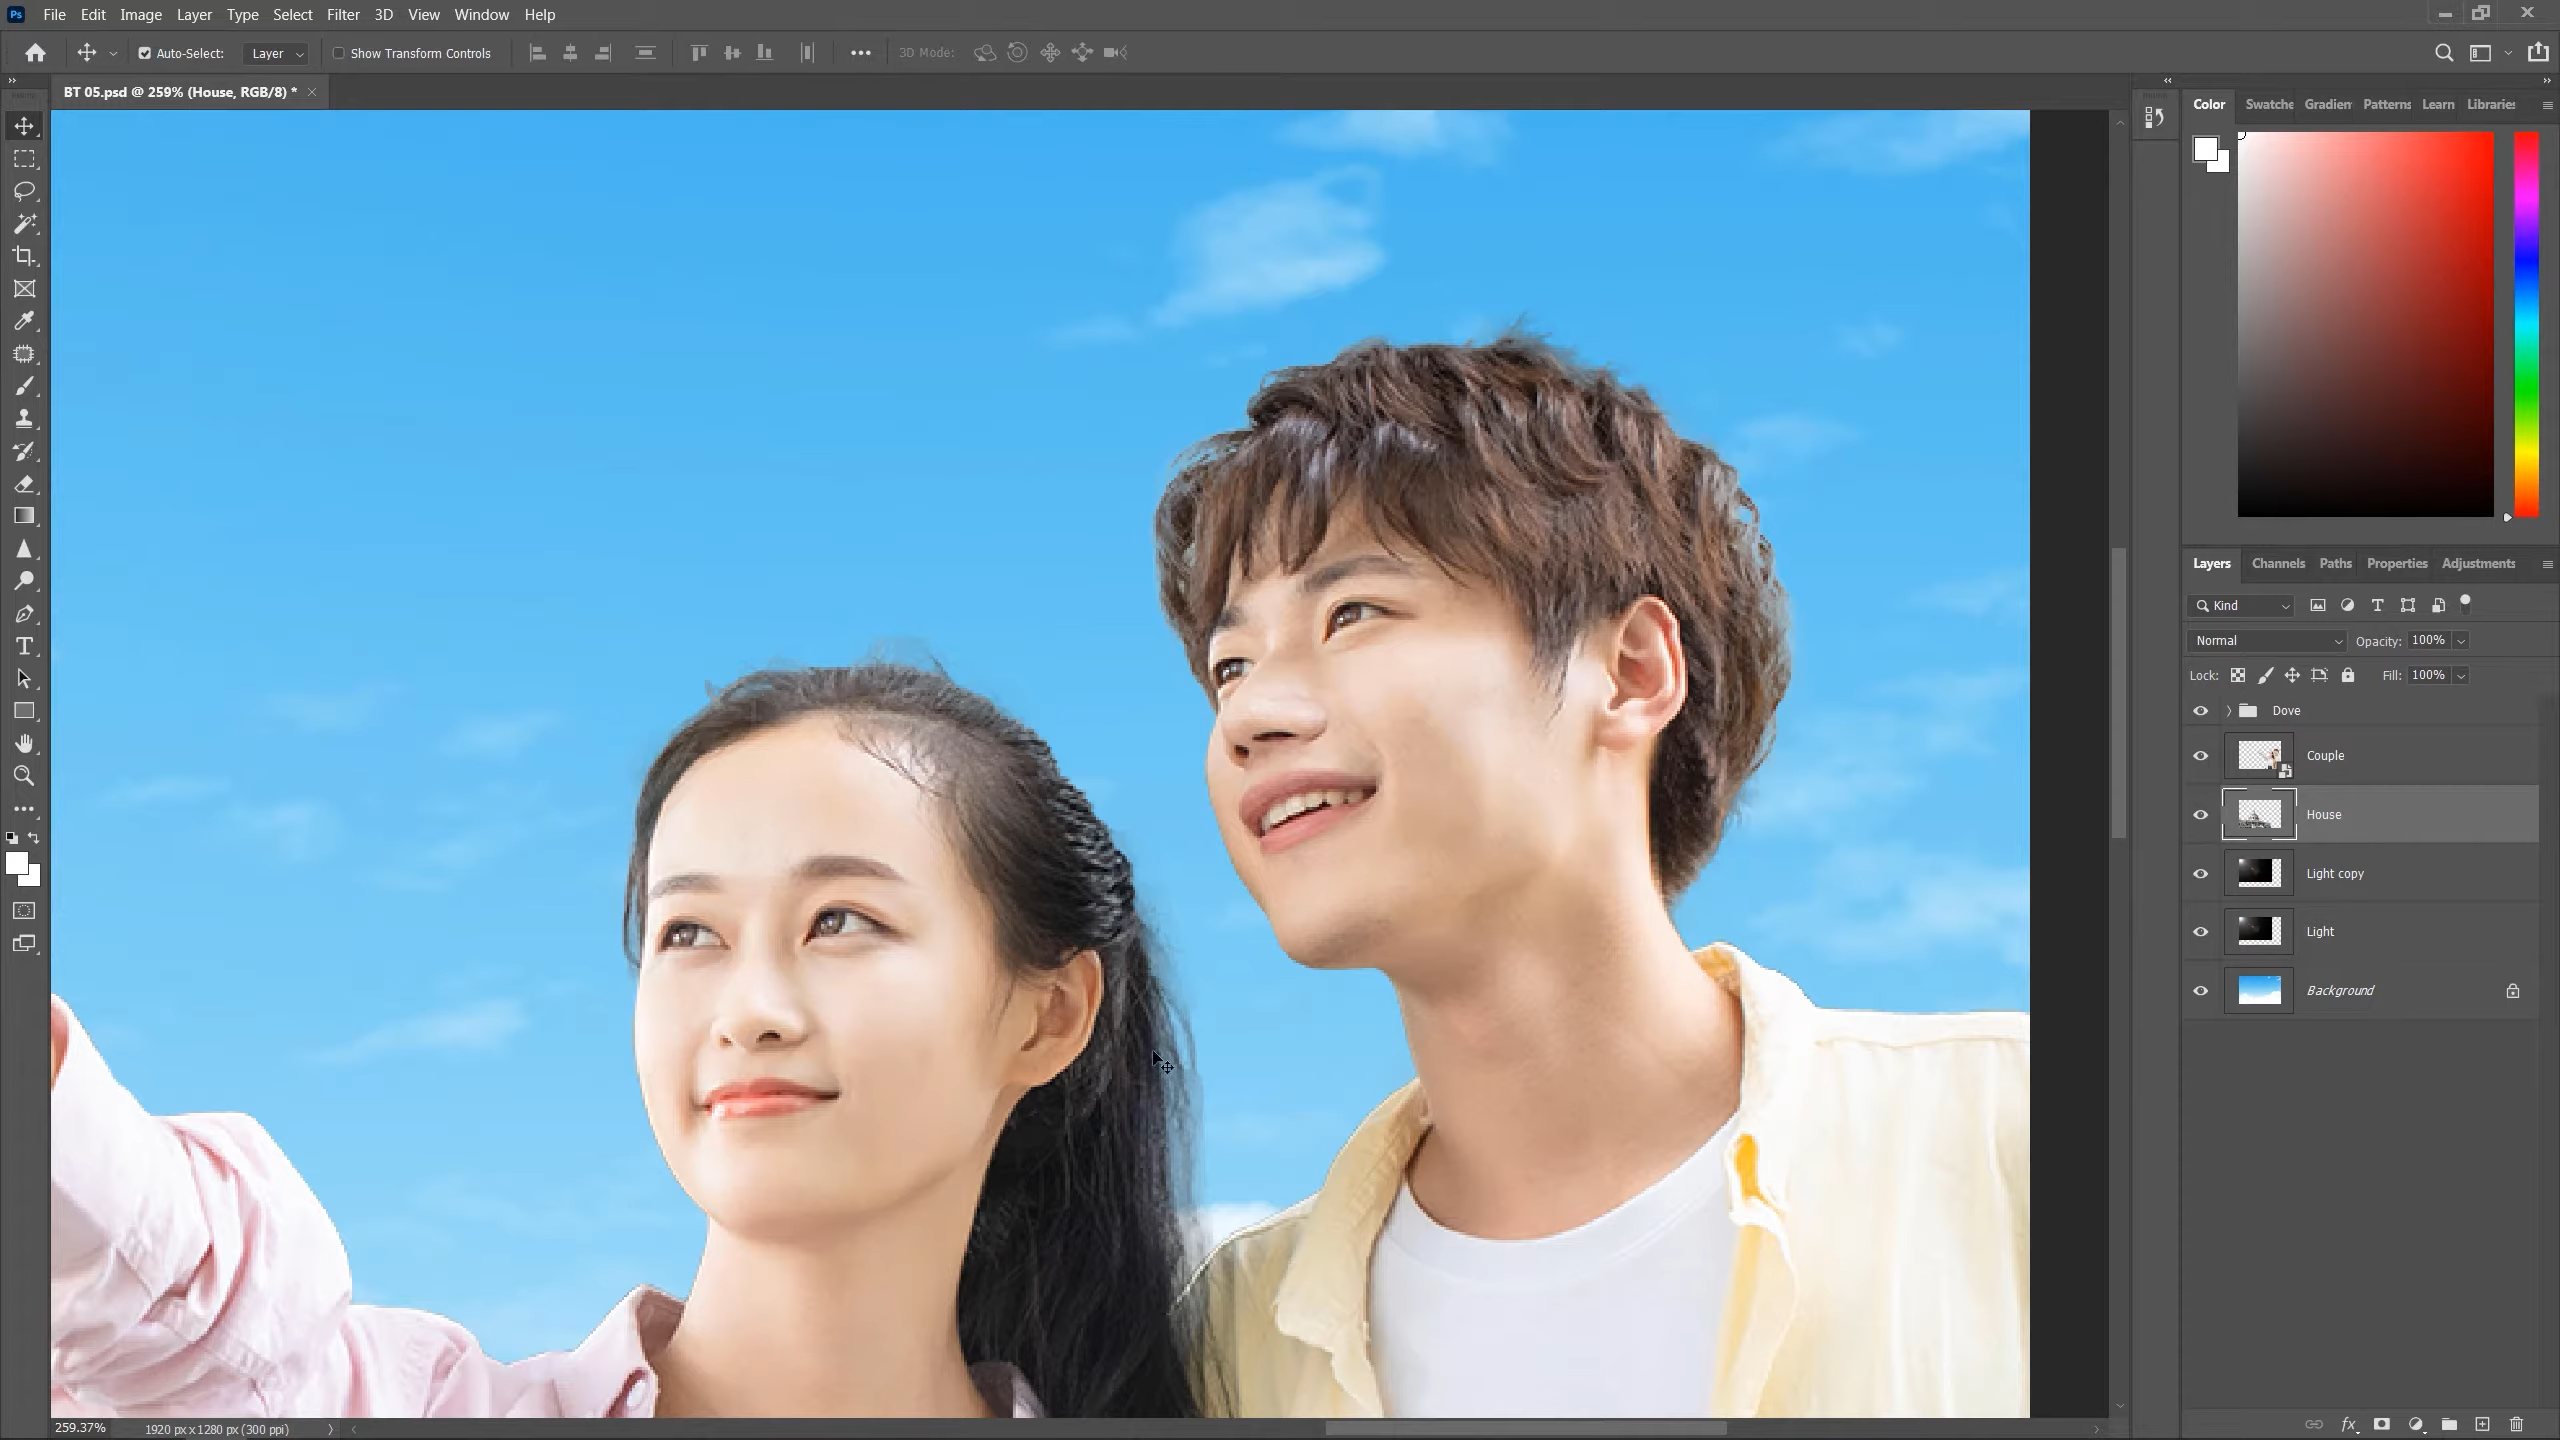 Ps File Edit Image Layer Type Select Filter 3D View Window Help
Auto-Select: Layer Show Transform Controls 3D Mode:
BT 05.psd @ 259% (House, RGB/8) *
Color Swatche Gradien Patterns Learn Libraries
Layers Channels Paths Properties Adjustments
Kind
Normal Opacity: 100%
Lock: Fill: 100%
Dove
Couple
House
Light copy
Light
Background
fx
259.37% 1920 px x 1280 px (300 ppi)